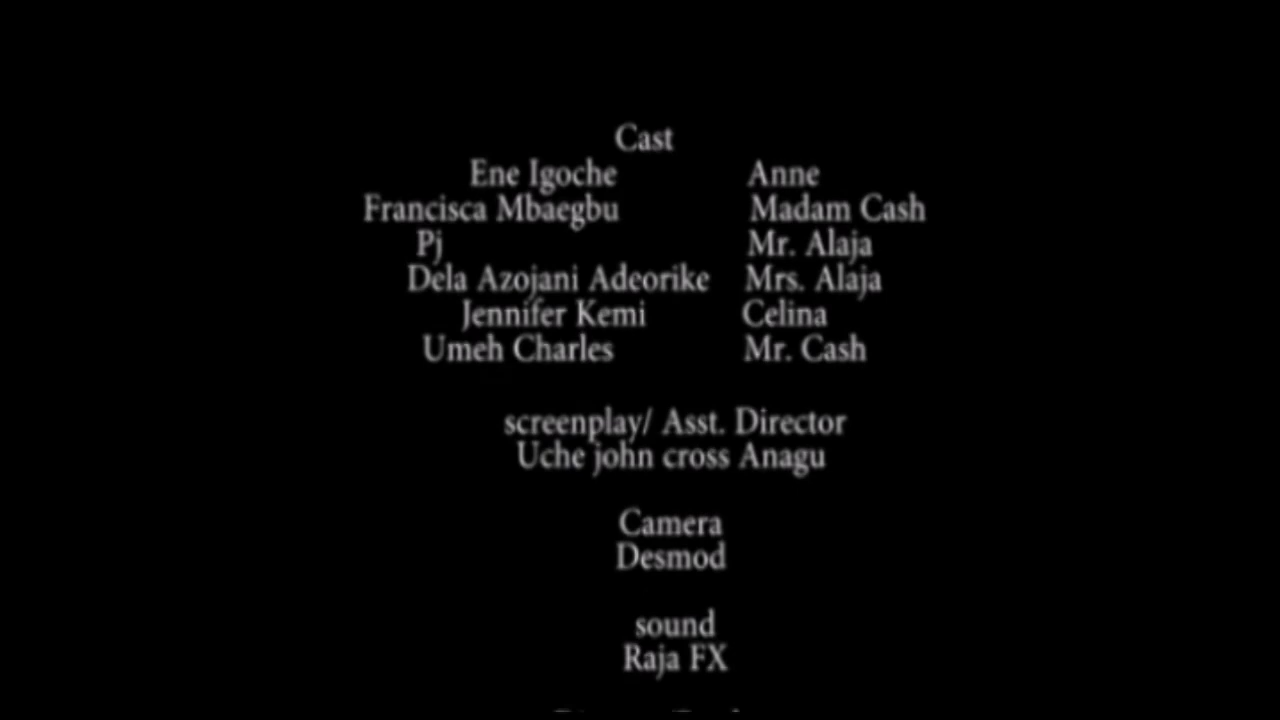 Cast
Ene Igoche Anne
Francisca Mbaegbu Madam Cash
Pj Mr. Alaja
Dela Azojani Adeorike Mrs. Alaja
Jennifer Kemi Celina
Umeh Charles Mr. Cash
screenplay/ Asst. Director
Uche john cross Anagu
Camera
Desmod
sound
Raja FX